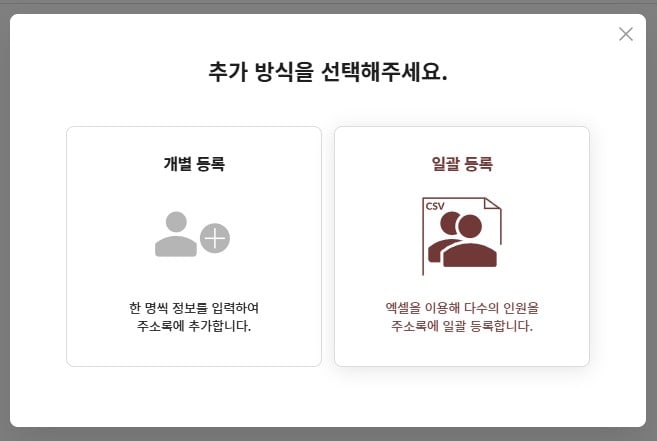 추가 방식을 선택해주세요.
개별 등록
한 명씩 정보를 입력하여
주소록에 추가합니다.
일괄 등록
CSV
엑셀을 이용해 다수의 인원을
주소록에 일괄 등록합니다.